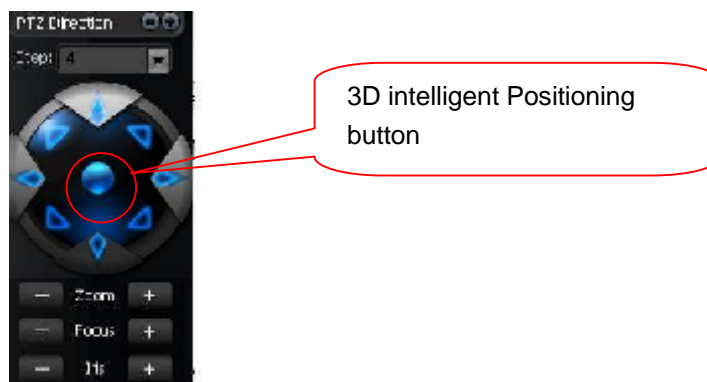 PTZ Direction
Step: 4
3D intelligent Positioning
button
− Zoom +
− Focus +
− Iris +